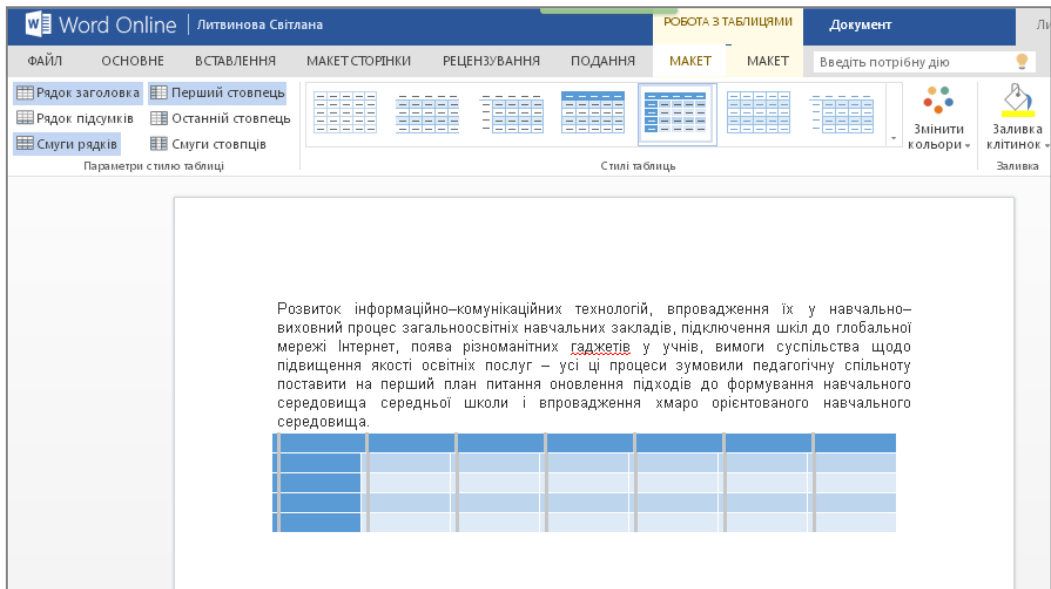 Word Online | Литвинова Світлана
РОБОТА З ТАБЛИЦЯМИ
Документ
Ли
ФАЙЛ ОСНОВНЕ ВСТАВЛЕННЯ МАКЕТ СТОРІНКИ РЕЦЕНЗУВАННЯ ПОДАННЯ МАКЕТ МАКЕТ Введіть потрібну дію
Рядок заголовка Перший стовпець
Рядок підсумків Останній стовпець
Смуги рядків Смуги стовпців
Змінити кольори
Заливка клітинок
Параметри стилю таблиці Стилі таблиць Заливка
Розвиток інформаційно–комунікаційних технологій, впровадження їх у навчально–
виховний процес загальноосвітніх навчальних закладів, підключення шкіл до глобальної
мережі Інтернет, поява різноманітних гаджетів у учнів, вимоги суспільства щодо
підвищення якості освітніх послуг – усі ці процеси зумовили педагогічну спільноту
поставити на перший план питання оновлення підходів до формування навчального
середовища середньої школи і впровадження хмаро орієнтованого навчального
середовища.